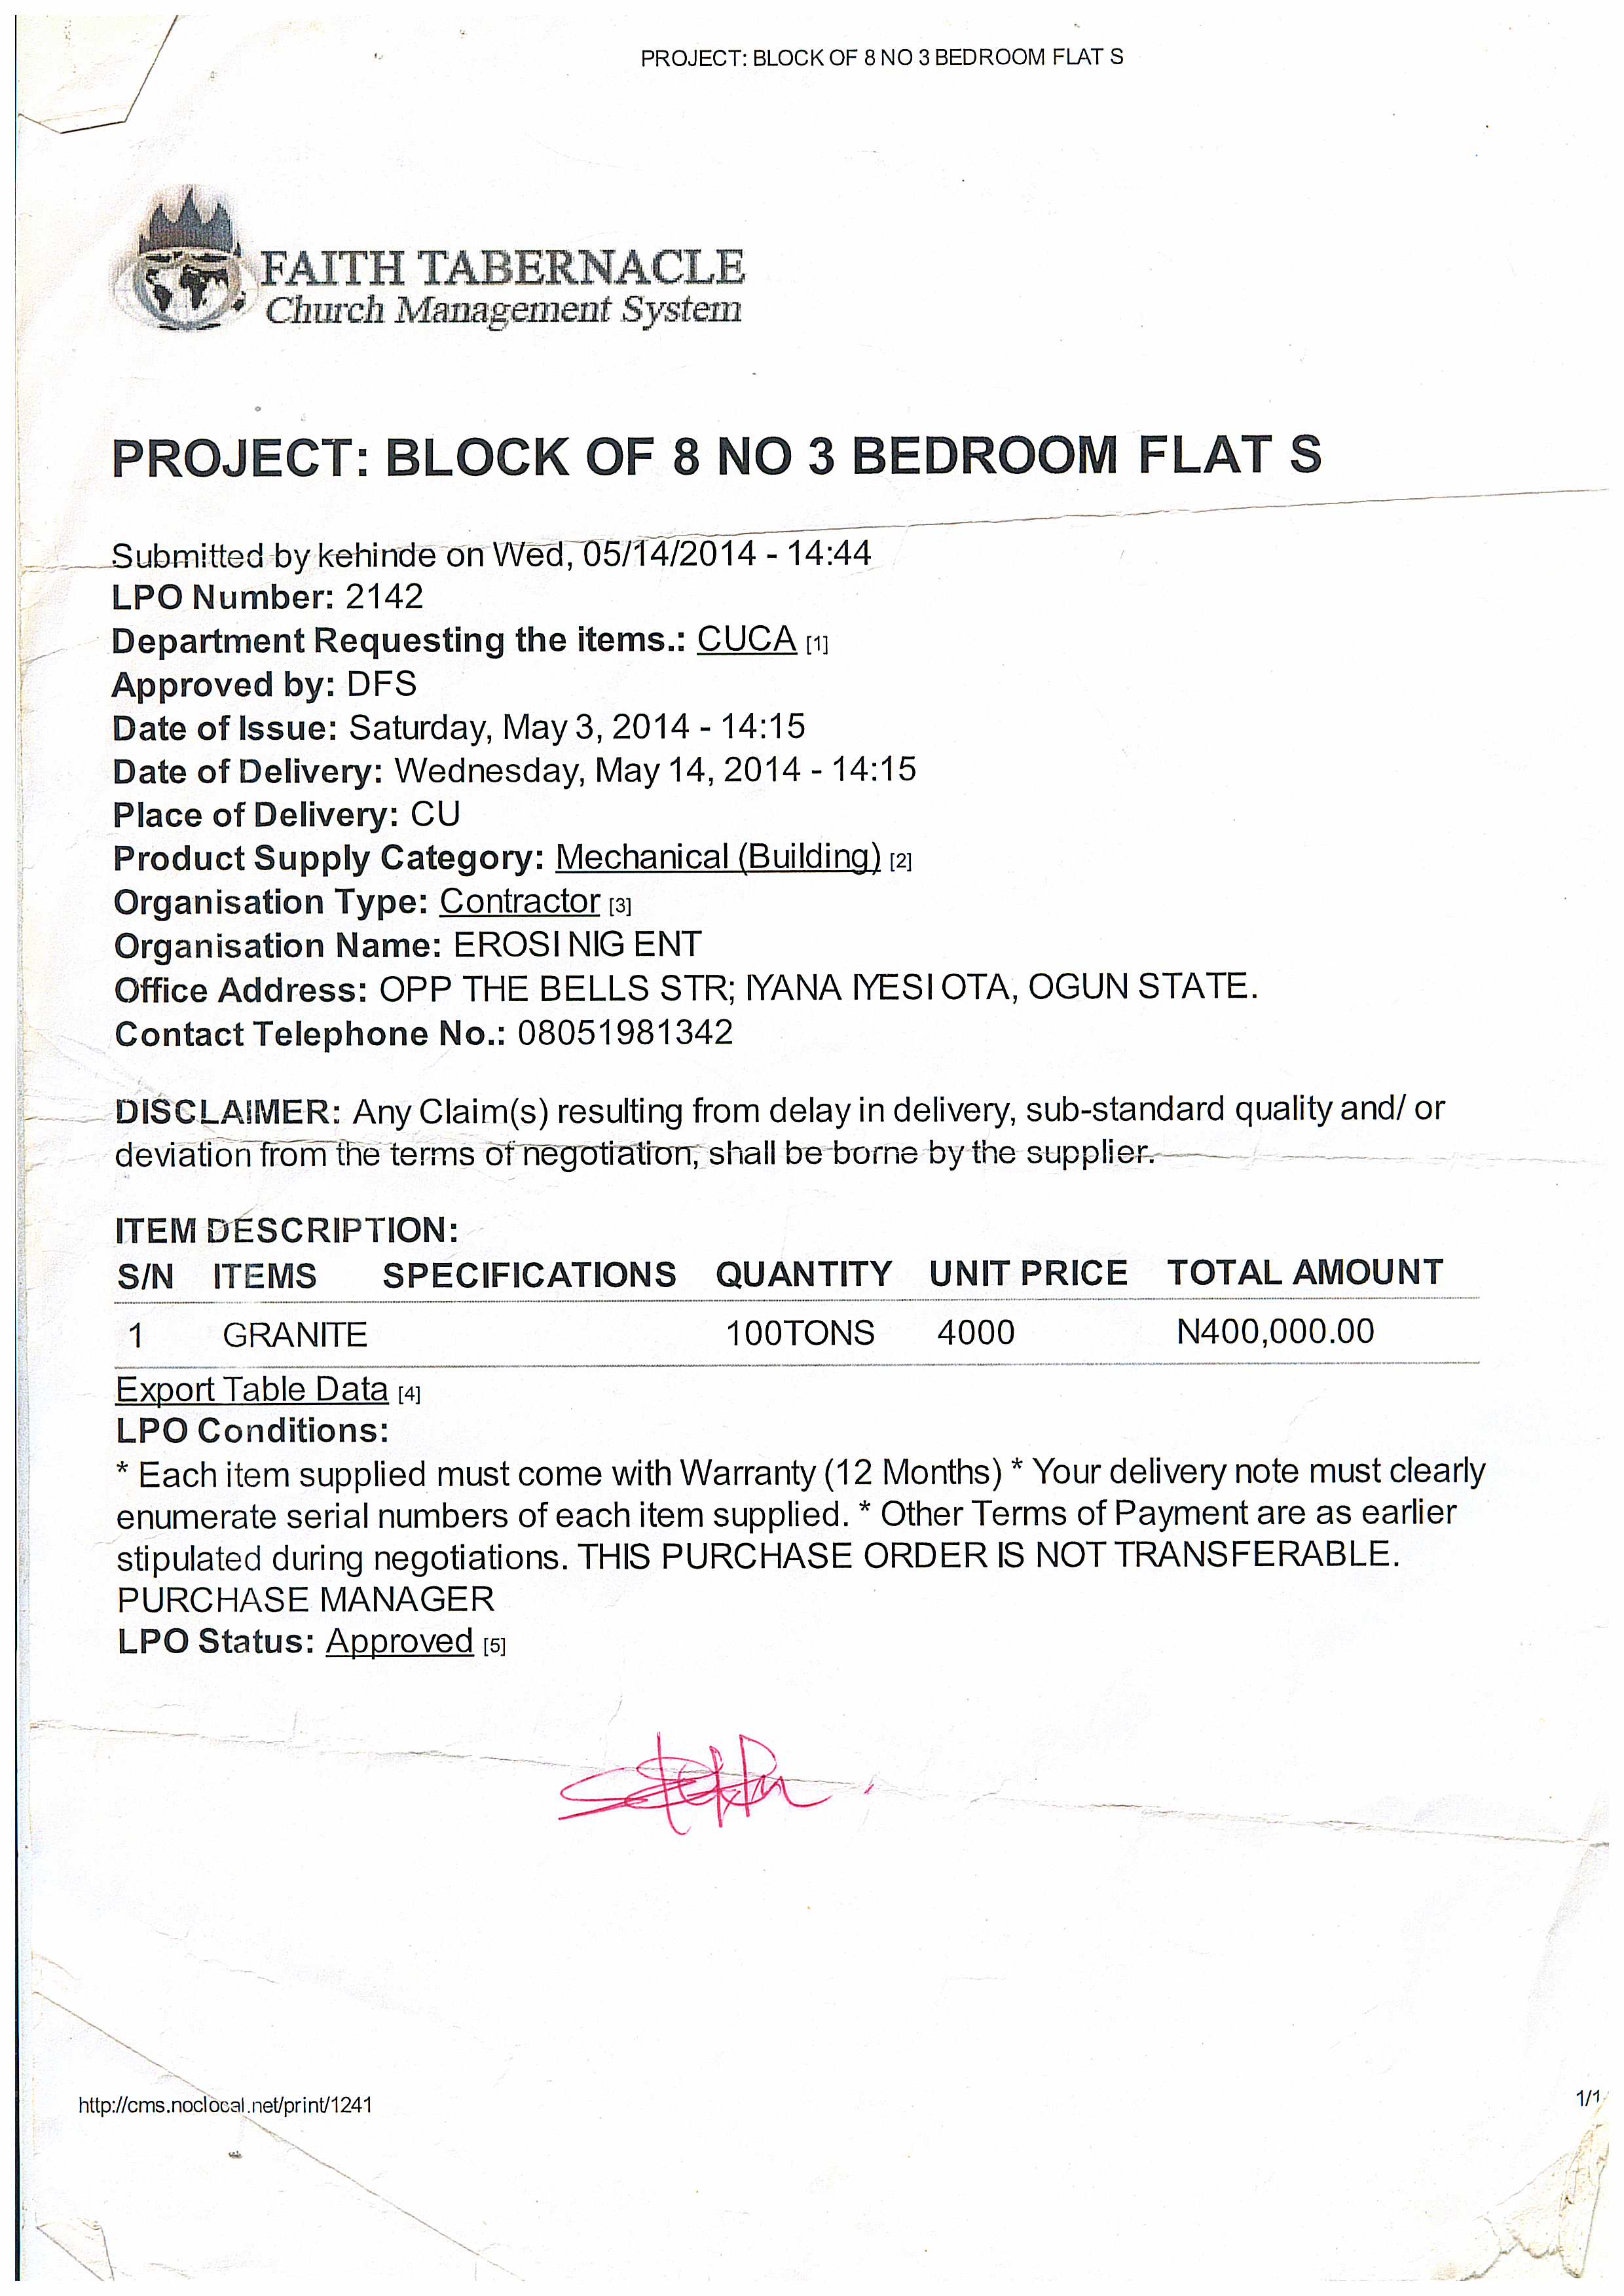 PROJECT: BLOCK OF 8 NO 3 BEDROOM FLAT S
FAITH TABERNACLE
Church Management System
PROJECT: BLOCK OF 8 NO 3 BEDROOM FLAT S
Submitted by kehinde on Wed, 05/14/2014 - 14:44
LPO Number: 2142
Department Requesting the items.: CUCA [1]
Approved by: DFS
Date of Issue: Saturday, May 3, 2014 - 14:15
Date of Delivery: Wednesday, May 14, 2014 - 14:15
Place of Delivery: CU
Product Supply Category: Mechanical (Building) [2]
Organisation Type: Contractor [3]
Organisation Name: EROSI NIG ENT
Office Address: OPP THE BELLS STR; IYANA IYESI OTA, OGUN STATE.
Contact Telephone No.: 08051981342
DISCLAIMER: Any Claim(s) resulting from delay in delivery, sub-standard quality and/ or
deviation from the terms of negotiation, shall be borne by the supplier.
ITEM DESCRIPTION:
S/N ITEMS SPECIFICATIONS QUANTITY UNIT PRICE TOTAL AMOUNT
1 GRANITE 100TONS 4000 N400,000.00
Export Table Data [4]
LPO Conditions:
* Each item supplied must come with Warranty (12 Months) * Your delivery note must clearly
enumerate serial numbers of each item supplied. * Other Terms of Payment are as earlier
stipulated during negotiations. THIS PURCHASE ORDER IS NOT TRANSFERABLE.
PURCHASE MANAGER
LPO Status: Approved [5]
http://cms.noclocal.net/print/1241
1/1